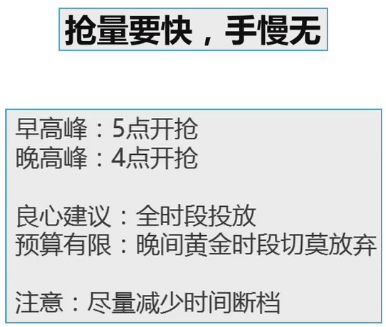 抢量要快，手慢无
早高峰：5点开抢
晚高峰：4点开抢
良心建议：全时段投放
预算有限：晚间黄金时段切莫放弃
注意：尽量减少时间断档